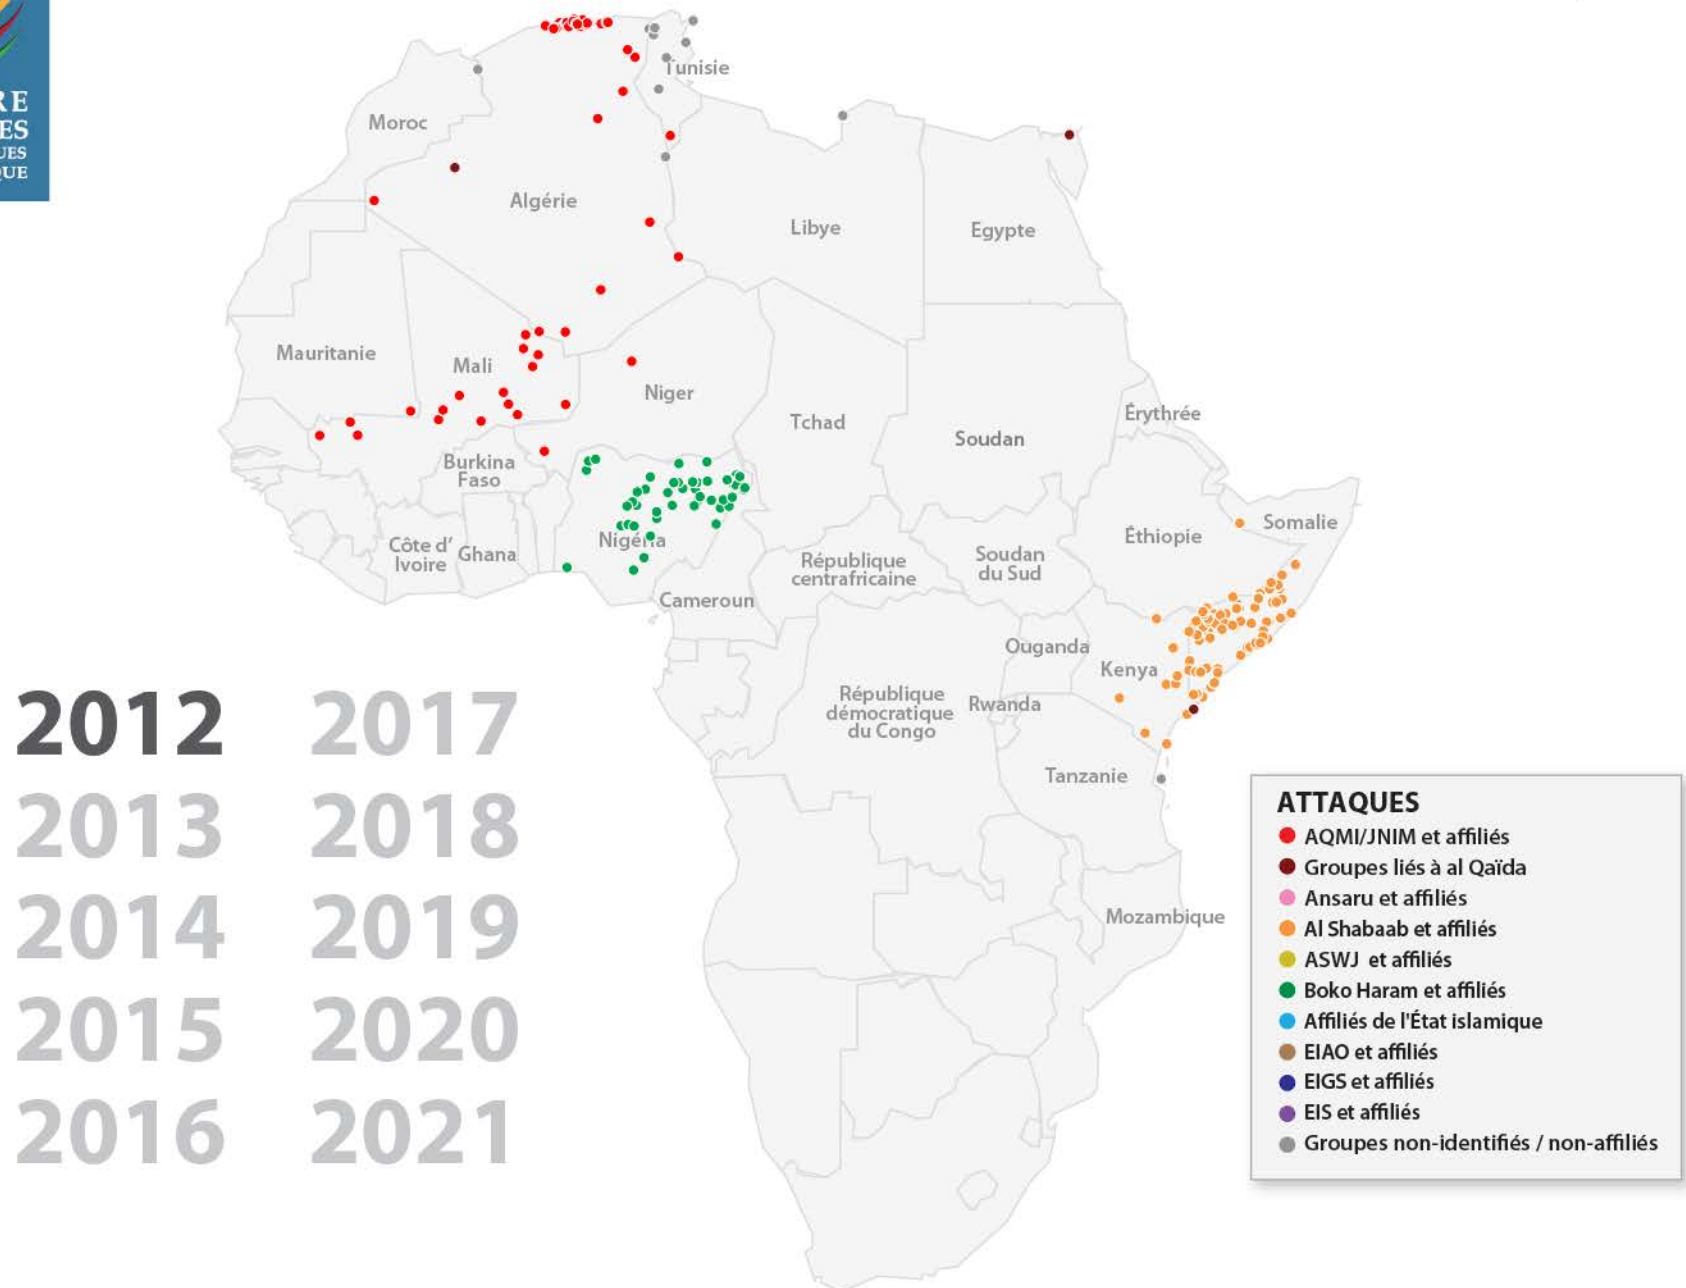 RE
ES
UES
QUE
Tunisie
Moroc
Algérie
Libye
Egypte
Mauritanie
Mali
Niger
Tchad
Soudan
Érythrée
Burkina
Faso
Nigéria
Côte d'
Ivoire
Ghana
Cameroun
République
centrafricaine
Soudan
du Sud
Éthiopie
Somalie
Ouganda
Kenya
République
démocratique
du Congo
Rwanda
Tanzanie
Mozambique
2012 2017
2013 2018
2014 2019
2015 2020
2016 2021
ATTAQUES
AQMI/JNIM et affiliés
Groupes liés à al Qaïda
Ansaru et affiliés
Al Shabaab et affiliés
ASWJ et affiliés
Boko Haram et affiliés
Affiliés de l'État islamique
EIAO et affiliés
EIGS et affiliés
EIS et affiliés
Groupes non-identifiés / non-affiliés